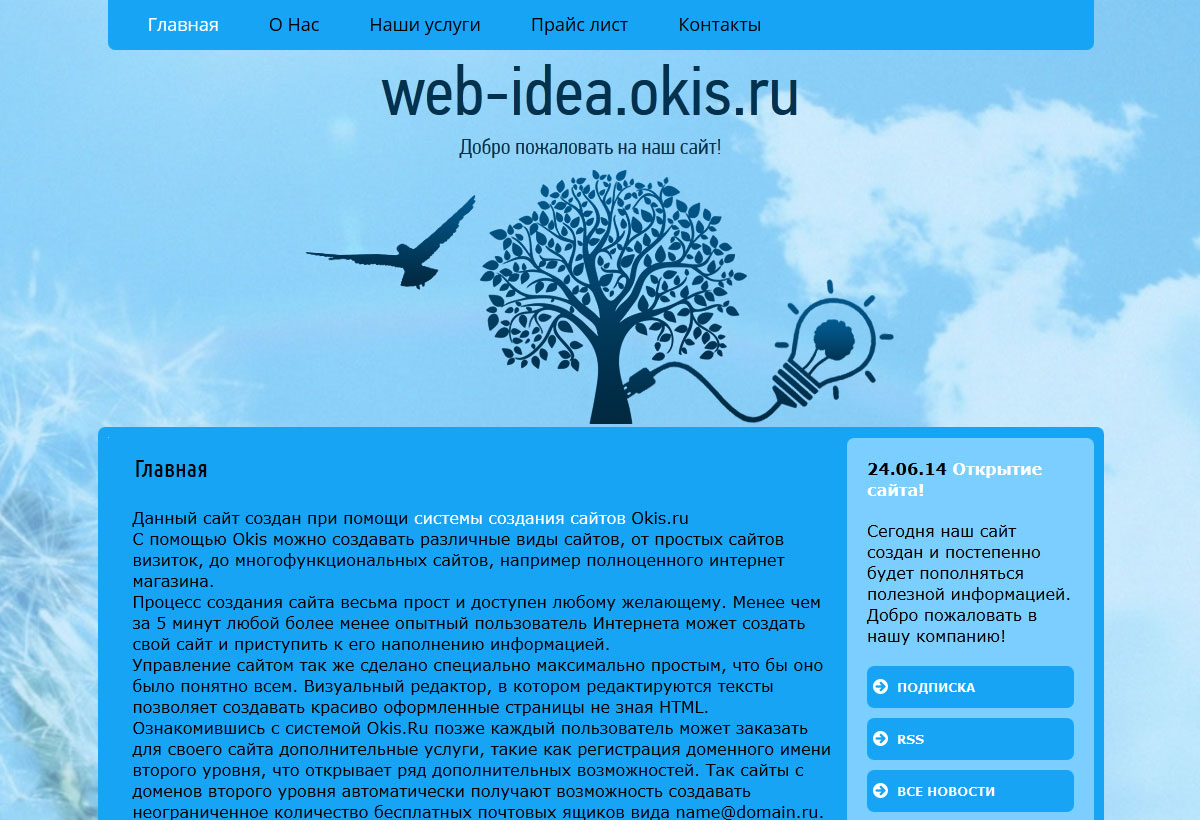 Главная
О Нас
Наши услуги
Прайс лист
Контакты
web-idea.okis.ru
Добро пожаловать на наш сайт!
Главная
Данный сайт создан при помощи системы создания сайтов Okis.ru
С помощью Okis можно создавать различные виды сайтов, от простых сайтов
визиток, до многофункциональных сайтов, например полноценного интернет
магазина.
Процесс создания сайта весьма прост и доступен любому желающему. Менее чем
за 5 минут любой более менее опытный пользователь Интернета может создать
свой сайт и приступить к его наполнению информацией.
Управление сайтом так же сделано специально максимально простым, что бы оно
было понятно всем. Визуальный редактор, в котором редактируются тексты
позволяет создавать красиво оформленные страницы не зная HTML.
Ознакомившись с системой Okis.Ru позже каждый пользователь может заказать
для своего сайта дополнительные услуги, такие как регистрация доменного имени
второго уровня, что открывает ряд дополнительных возможностей. Так сайты с
доменов второго уровня автоматически получают возможность создавать
неограниченное количество бесплатных почтовых ящиков вида name@domain.ru.
24.06.14 Открытие
сайта!
Сегодня наш сайт
создан и постепенно
будет пополняться
полезной информацией.
Добро пожаловать в
нашу компанию!
ПОДПИСКА
RSS
ВСЕ НОВОСТИ